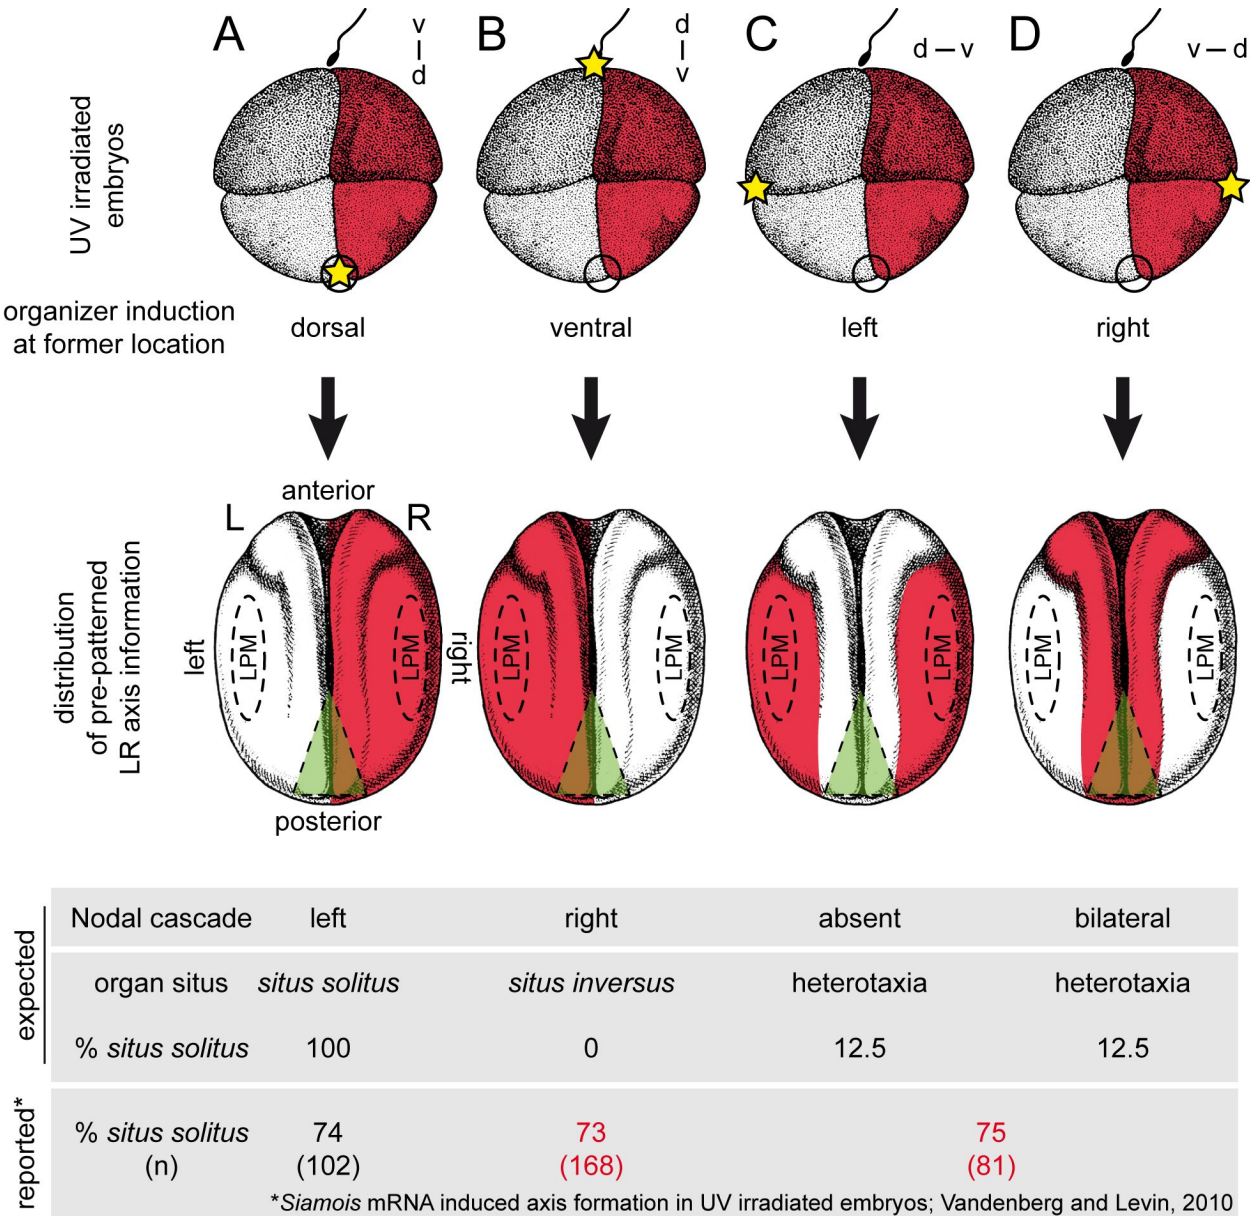 A
v
d
B
d
v
C
d – v
D
v – d
UV irradiated
embryos
organizer induction
at former location
dorsal
ventral
left
right
anterior
L
R
distribution
of pre-patterned
LR axis information
left
LPM
LPM
right
LPM
LPM
LPM
LPM
LPM
LPM
posterior
expected
Nodal cascade left right absent bilateral
organ situs situs solitus situs inversus heterotaxia heterotaxia
% situs solitus 100 0 12.5 12.5
reported*
% situs solitus 74 73 75
(n) (102) (168) (81)
*Siamois mRNA induced axis formation in UV irradiated embryos; Vandenberg and Levin, 2010